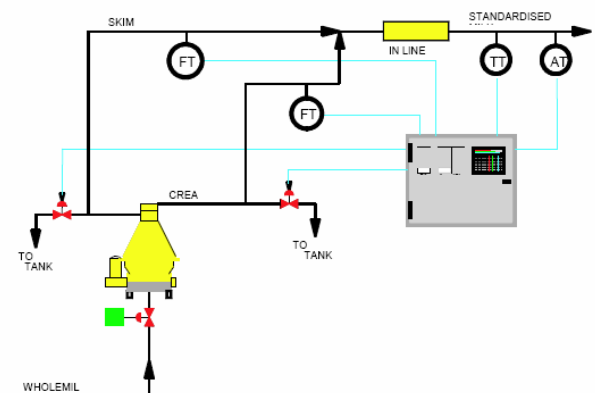 SKIM
STANDARDISED
IN LINE
FT
TT
AT
FT
CREA
TO
TANK
TO
TANK
WHOLEMIL